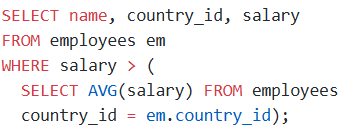 SELECT name, country_id, salary
FROM employees em
WHERE salary > (
  SELECT AVG(salary) FROM employees
  country_id = em.country_id);